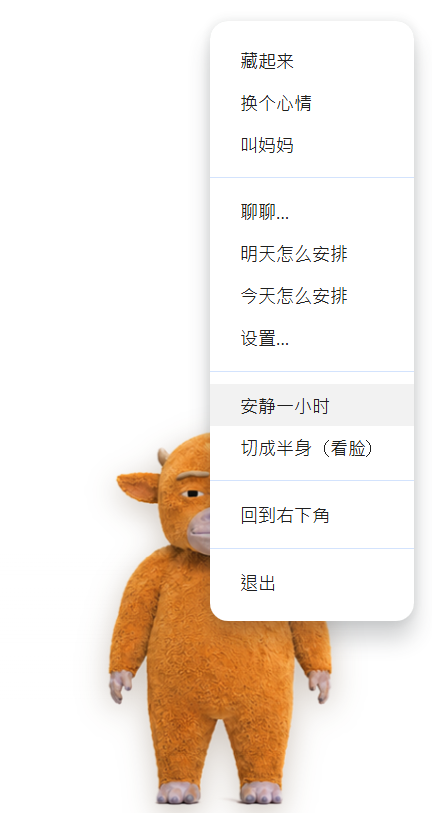 藏起来
换个心情
叫妈妈
聊聊...
明天怎么安排
今天怎么安排
设置...
安静一小时
切成半身（看脸）
回到右下角
退出